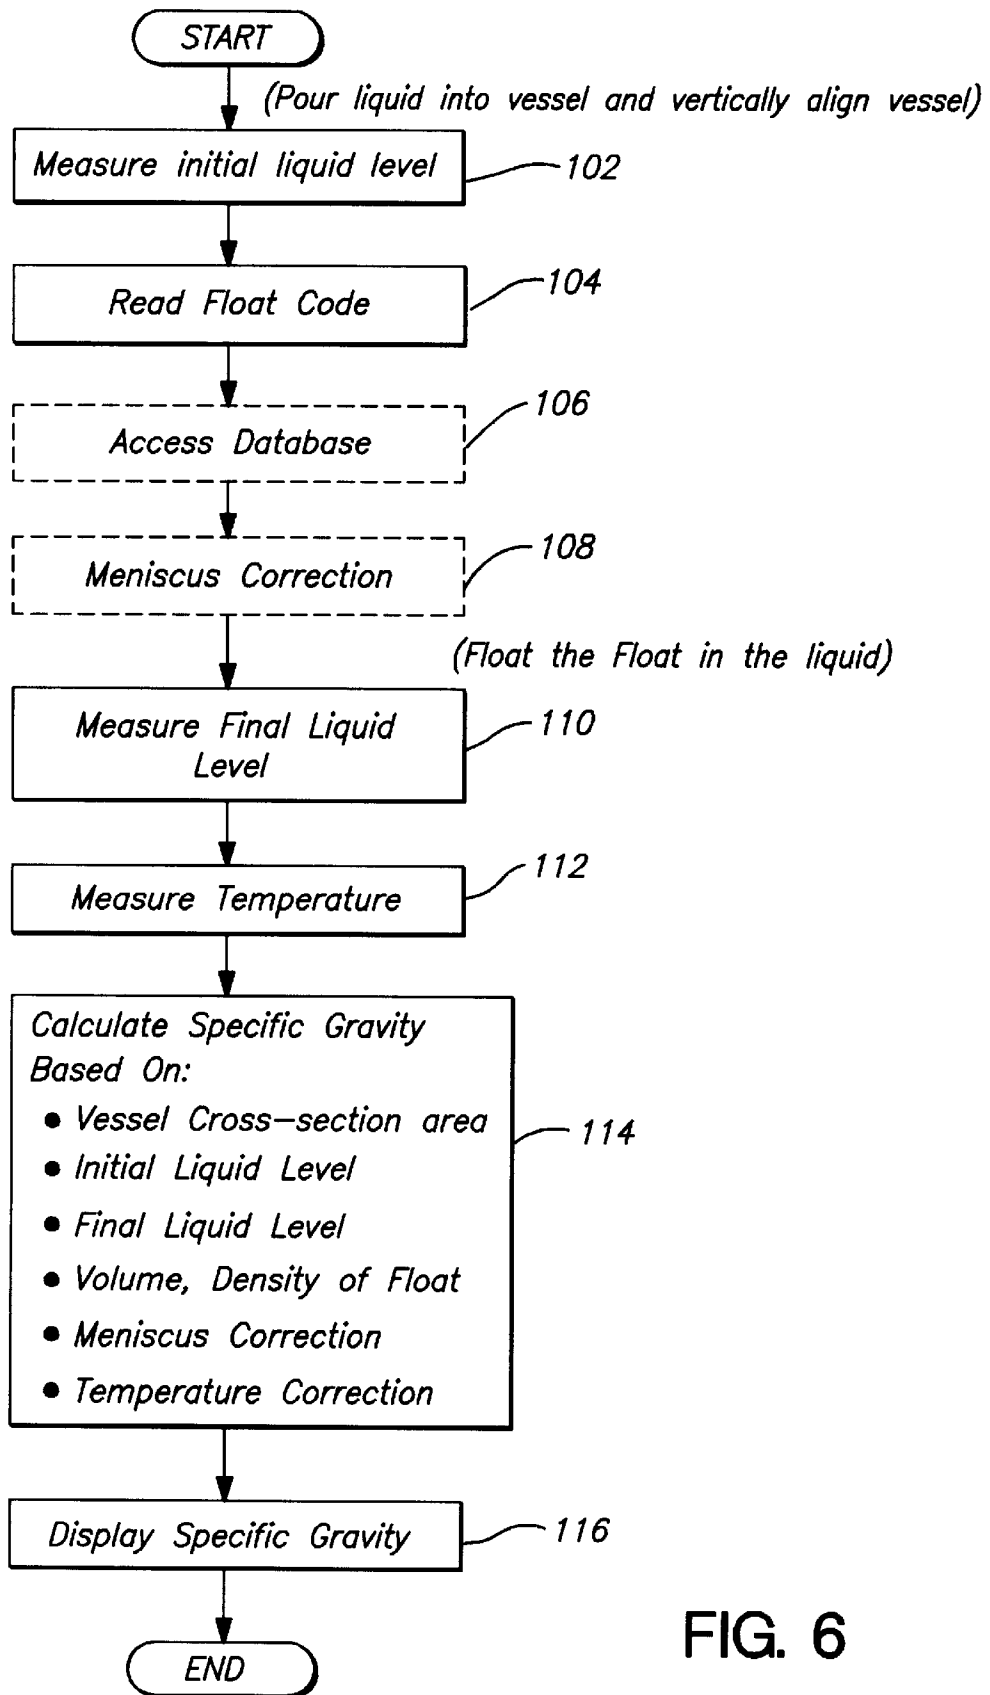 START
(Pour liquid into vessel and vertically align vessel)
Measure initial liquid level
102
Read Float Code
104
Access Database
106
Meniscus Correction
108
(Float the Float in the liquid)
Measure Final Liquid
Level
110
Measure Temperature
112
Calculate Specific Gravity
Based On:
• Vessel Cross-section area
• Initial Liquid Level
• Final Liquid Level
• Volume, Density of Float
• Meniscus Correction
• Temperature Correction
114
Display Specific Gravity
116
END
FIG. 6